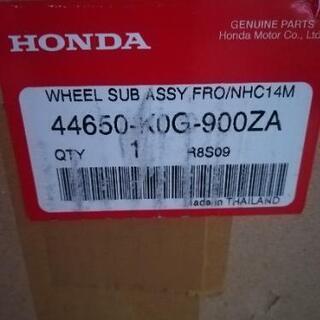 HONDA
GENUINE PARTS
Honda Motor Co., Ltd.
WHEEL SUB ASSY FRO/NHC14M
44650-K0G-900ZA
QTY 1 R8S09
Made in THAILAND